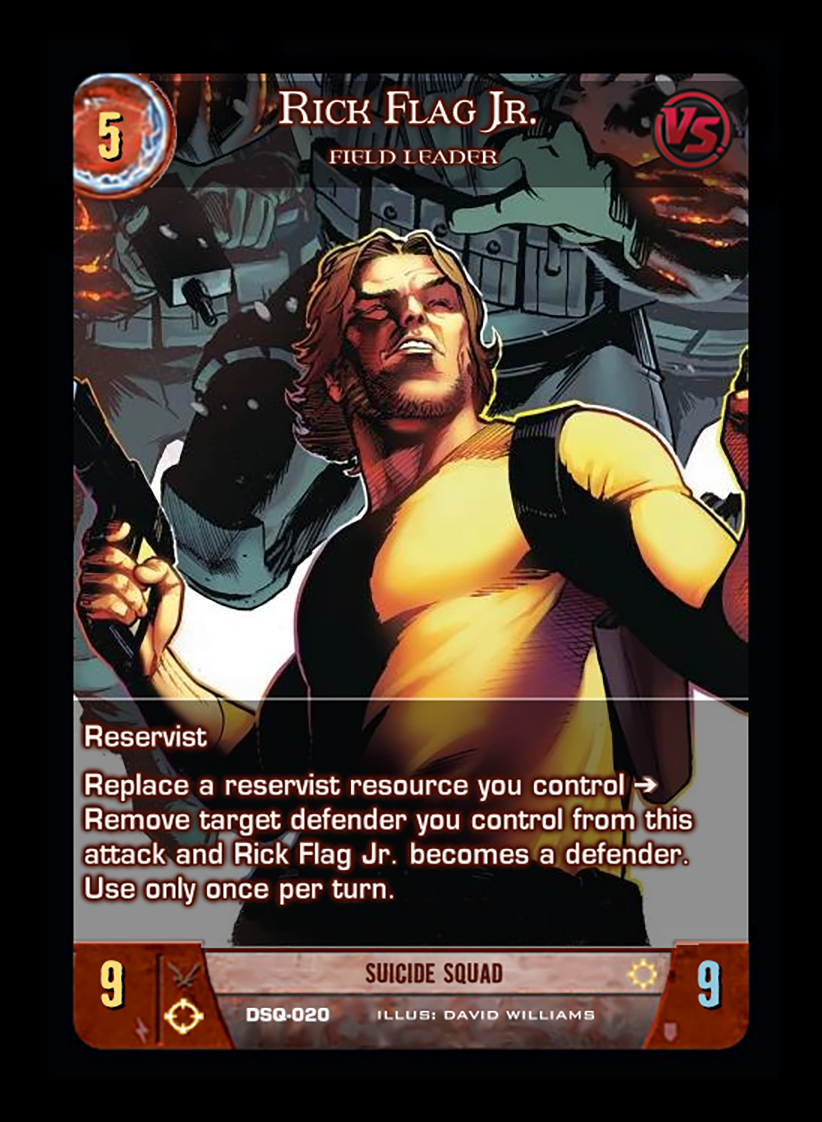 5
RICK FLAG JR.
VS.
FIELD LEADER
Reservist
Replace a reservist resource you control ➔
Remove target defender you control from this
attack and Rick Flag Jr. becomes a defender.
Use only once per turn.
9
SUICIDE SQUAD
9
DSQ-020 ILLUS: DAVID WILLIAMS